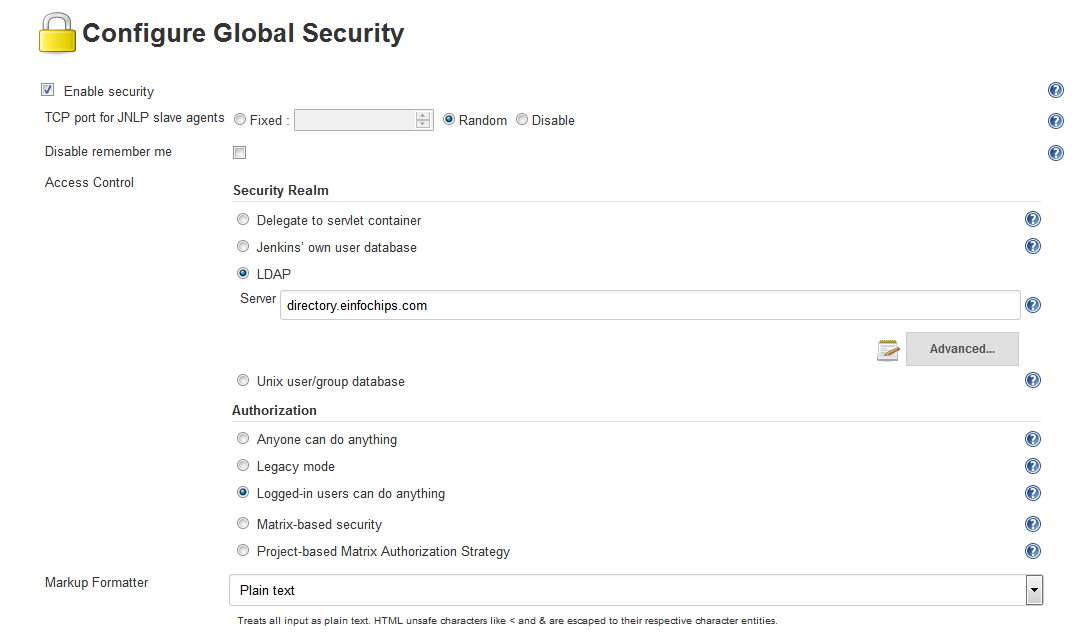 Configure Global Security
Enable security
TCP port for JNLP slave agents Fixed : Random Disable
Disable remember me
Access Control
Security Realm
Delegate to servlet container
Jenkins' own user database
LDAP
Server directory.einfochips.com
Advanced...
Unix user/group database
Authorization
Anyone can do anything
Legacy mode
Logged-in users can do anything
Matrix-based security
Project-based Matrix Authorization Strategy
Markup Formatter Plain text
Treats all input as plain text. HTML unsafe characters like < and & are escaped to their respective character entities.